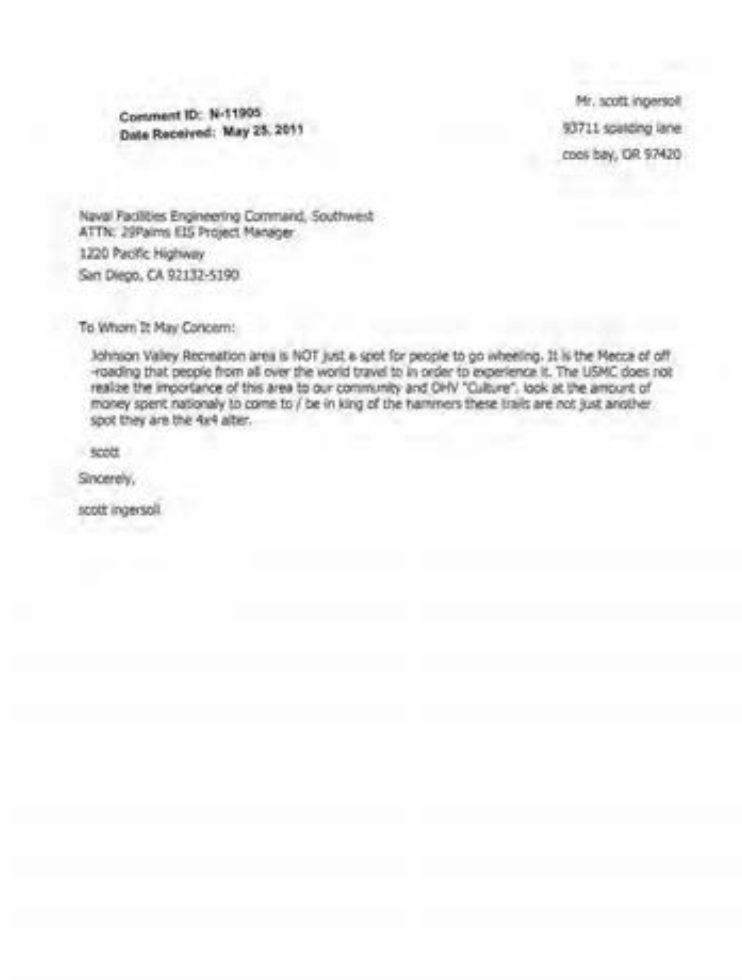 Comment ID: N-11905
Date Received: May 25, 2011
Mr. scott ingersoll
93711 spalding lane
coos bay, OR 97420
Naval Facilities Engineering Command, Southwest
ATTN: 29Palms EIS Project Manager
1220 Pacific Highway
San Diego, CA 92132-5190
To Whom It May Concern:
Johnson Valley Recreation area is NOT just a spot for people to go wheeling. It is the Mecca of off
-roading that people from all over the world travel to in order to experience it. The USMC does not
realize the importance of this area to our community and OHV "Culture". look at the amount of
money spent nationaly to come to / be in king of the hammers these trails are not just another
spot they are the 4x4 alter.
scott
Sincerely,
scott ingersoll